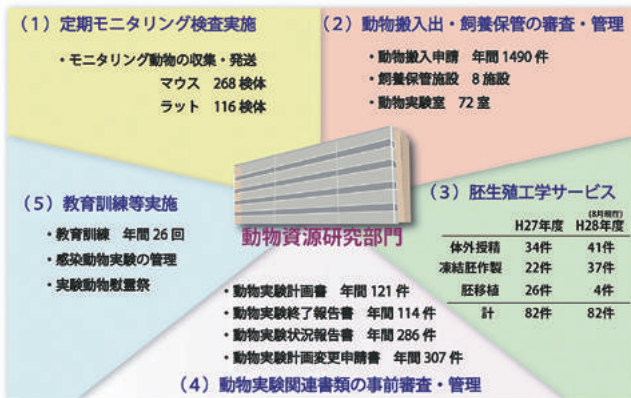 （1）定期モニタリング検査実施
・モニタリング動物の収集・発送
マウス 268 検体
ラット 116 検体
（2）動物搬入出・飼養保管の審査・管理
・動物搬入申請 年間 1490 件
・飼養保管施設 8 施設
・動物実験室 72 室
（3）胚生殖工学サービス
(8月現在)
H27年度 H28年度
体外授精 34件 41件
凍結胚作製 22件 37件
胚移植 26件 4件
計 82件 82件
（5）教育訓練等実施
・教育訓練 年間 26 回
・感染動物実験の管理
・実験動物慰霊祭
動物資源研究部門
・動物実験計画書 年間 121 件
・動物実験終了報告書 年間 114 件
・動物実験状況報告書 年間 286 件
・動物実験計画変更申請書 年間 307 件
（4）動物実験関連書類の事前審査・管理